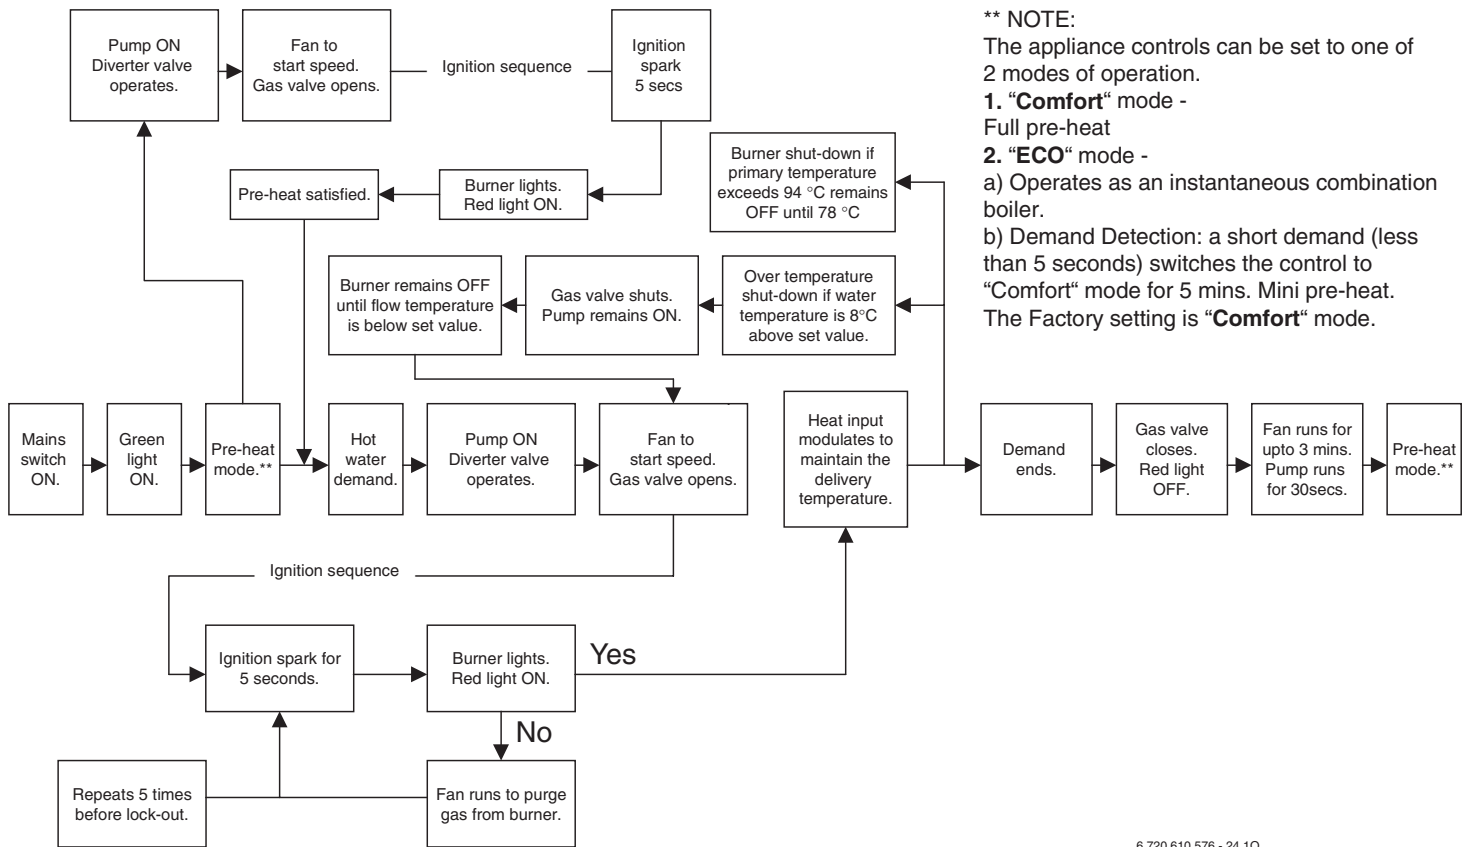 Pump ON
Diverter valve
operates.
Fan to
start speed.
Gas valve opens.
Ignition sequence
Ignition
spark
5 secs
** NOTE:
The appliance controls can be set to one of
2 modes of operation.
1. “Comfort“ mode -
Full pre-heat
2. “ECO“ mode -
a) Operates as an instantaneous combination
boiler.
b) Demand Detection: a short demand (less
than 5 seconds) switches the control to
“Comfort“ mode for 5 mins. Mini pre-heat.
The Factory setting is “Comfort“ mode.
Pre-heat satisfied.
Burner lights.
Red light ON.
Burner shut-down if
primary temperature
exceeds 94 °C remains
OFF until 78 °C
Burner remains OFF
until flow temperature
is below set value.
Gas valve shuts.
Pump remains ON.
Over temperature
shut-down if water
temperature is 8°C
above set value.
Mains
switch
ON.
Green
light
ON.
Pre-heat
mode.**
Hot
water
demand.
Pump ON
Diverter valve
operates.
Fan to
start speed.
Gas valve opens.
Heat input
modulates to
maintain the
delivery
temperature.
Demand
ends.
Gas valve
closes.
Red light
OFF.
Fan runs for
upto 3 mins.
Pump runs
for 30secs.
Pre-heat
mode.**
Ignition sequence
Ignition spark for
5 seconds.
Burner lights.
Red light ON.
Yes
No
Repeats 5 times
before lock-out.
Fan runs to purge
gas from burner.
6 720 610 576 - 24.1O